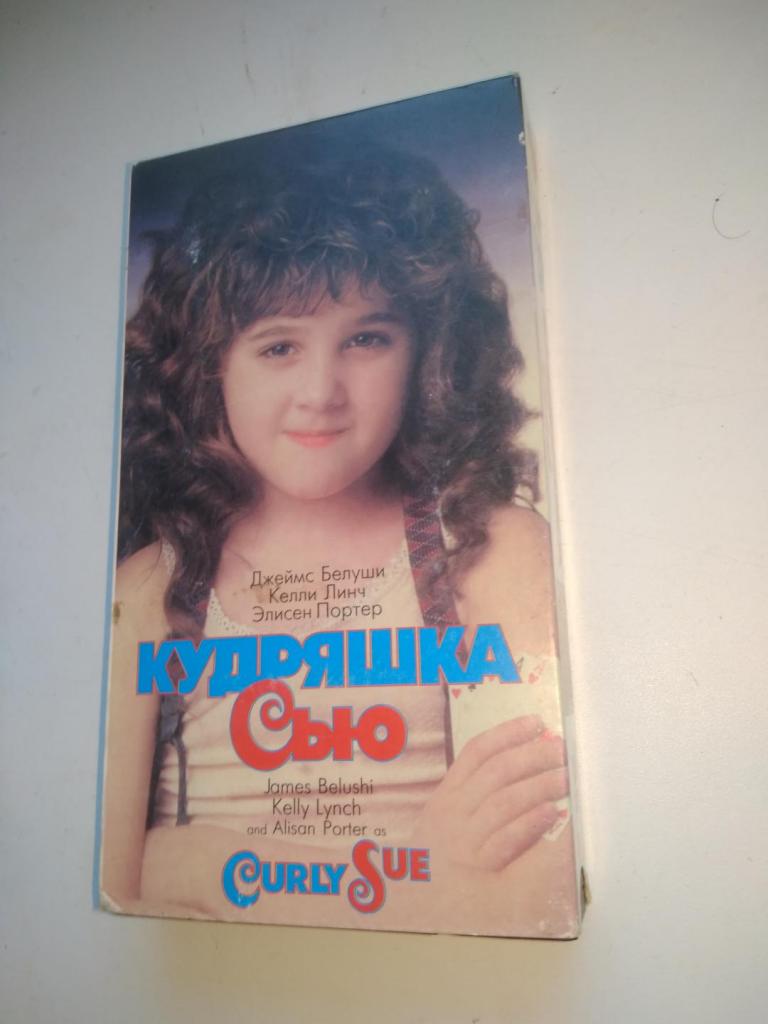 Джеймс Белуши
Келли Линч
Элисен Портер
КУДРЯШКА
СЬЮ
James Belushi
Kelly Lynch
and Alisan Porter as
CURLY SUE